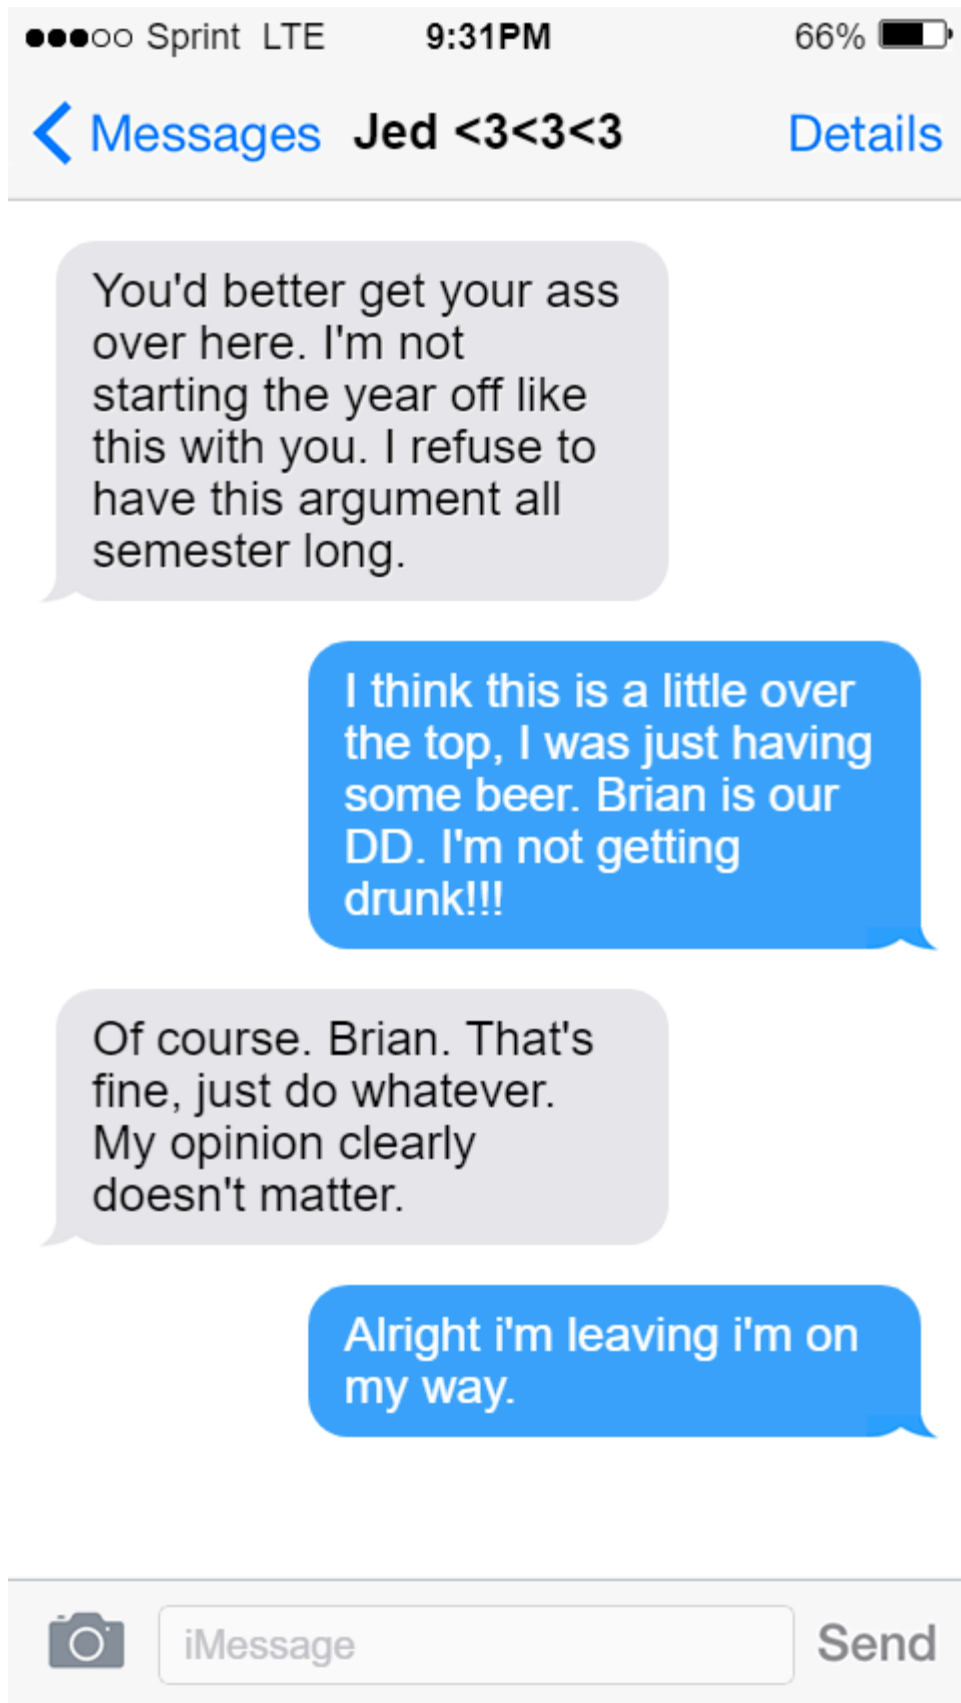 Sprint LTE 9:31PM 66%
Messages Jed <3<3<3 Details
You'd better get your ass
over here. I'm not
starting the year off like
this with you. I refuse to
have this argument all
semester long.
I think this is a little over
the top, I was just having
some beer. Brian is our
DD. I'm not getting
drunk!!!
Of course. Brian. That's
fine, just do whatever.
My opinion clearly
doesn't matter.
Alright i'm leaving i'm on
my way.
iMessage Send